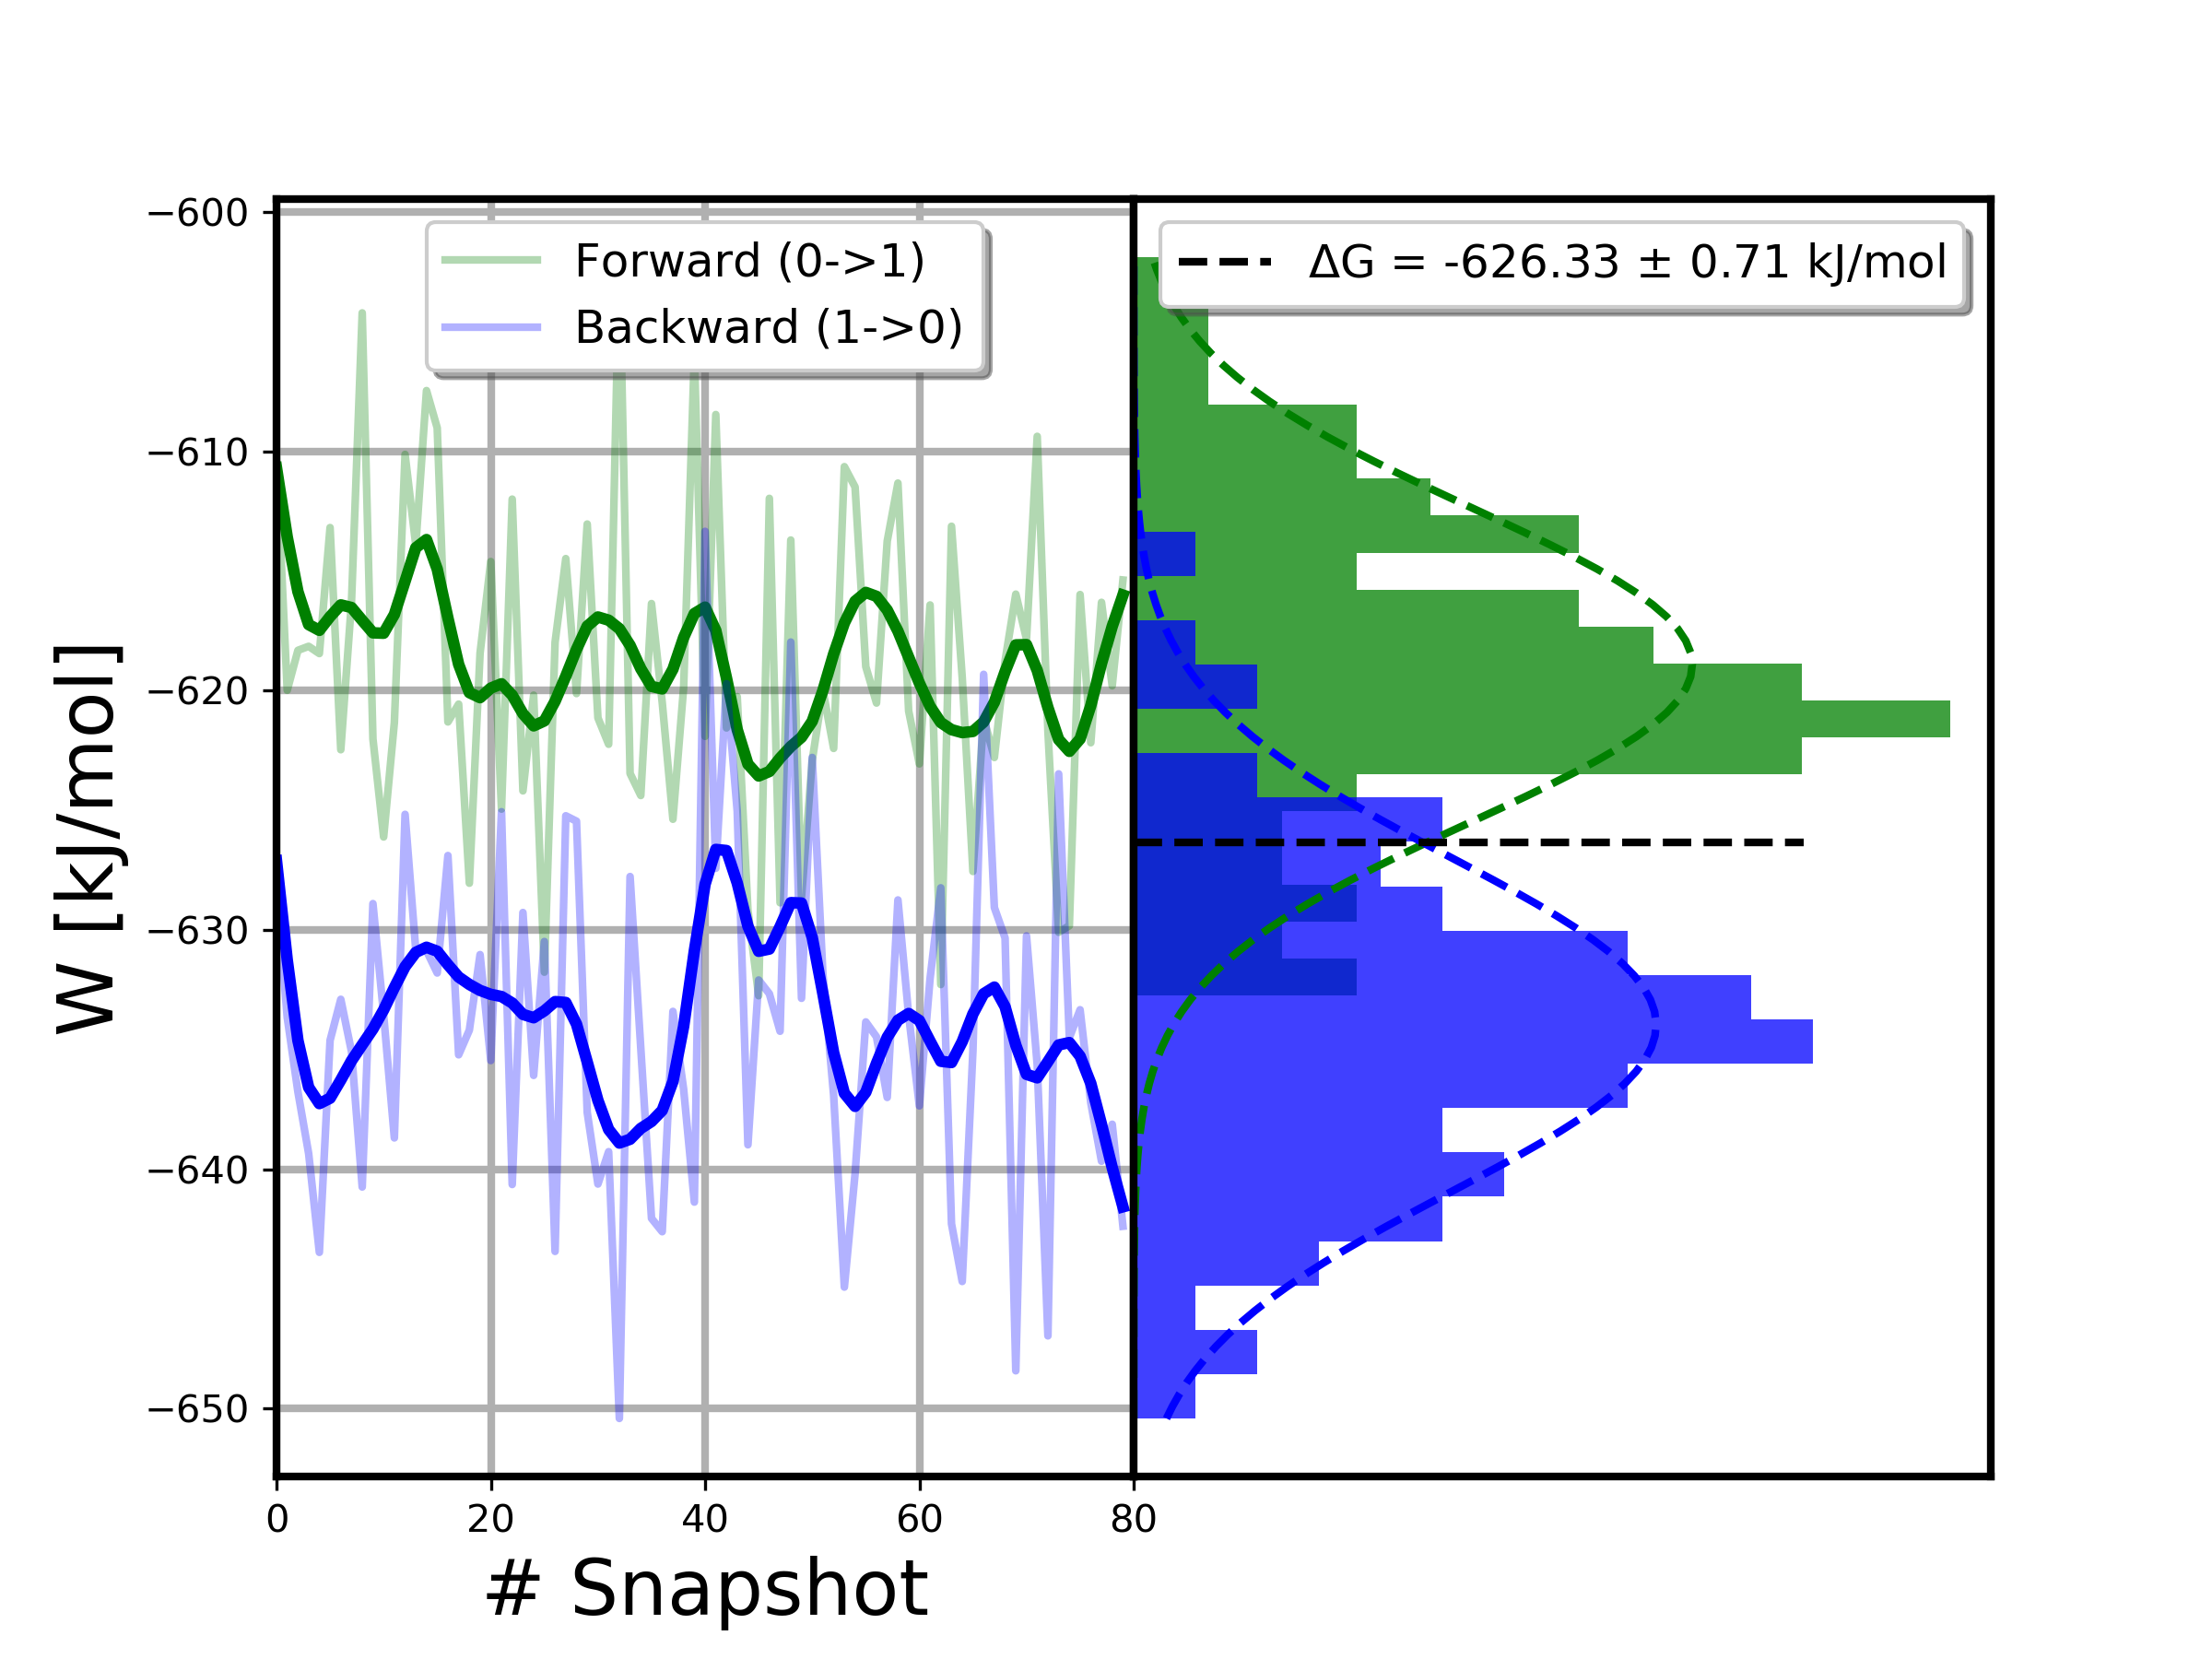 Forward (0->1)
Backward (1->0)
ΔG = -626.33 ± 0.71 kJ/mol
−600
−610
−620
−630
−640
−650
W [kJ/mol]
0
20
40
60
80
# Snapshot